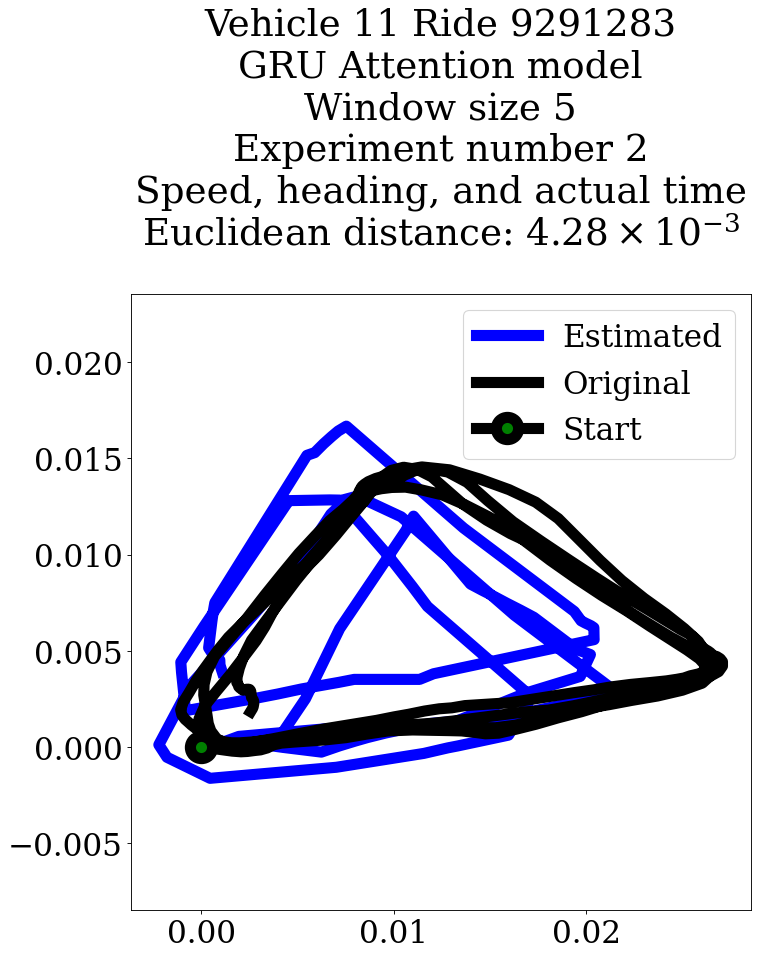 Vehicle 11 Ride 9291283
GRU Attention model
Window size 5
Experiment number 2
Speed, heading, and actual time
Euclidean distance: 4.28 × 10⁻³
Estimated
Original
Start
0.020
0.015
0.010
0.005
0.000
−0.005
0.00 0.01 0.02